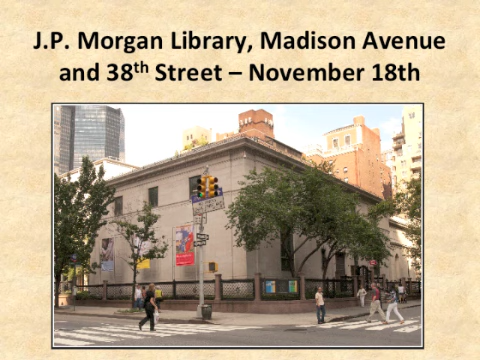 J.P. Morgan Library, Madison Avenue
and 38th Street – November 18th